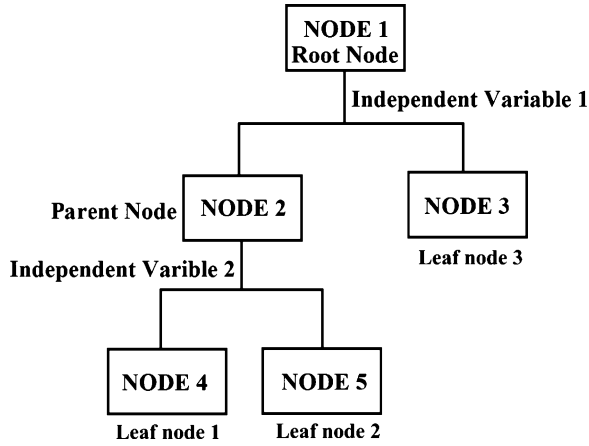 NODE 1
Root Node
Independent Variable 1
Parent Node
NODE 2
NODE 3
Leaf node 3
Independent Varible 2
NODE 4
NODE 5
Leaf node 1
Leaf node 2